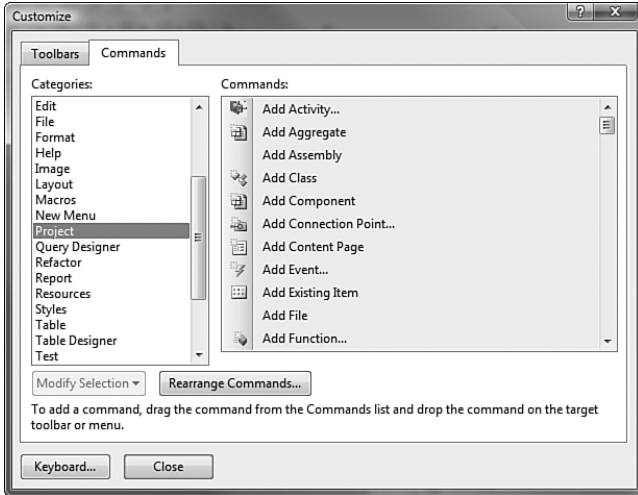 Customize
Toolbars
Commands
Categories:
Edit
File
Format
Help
Image
Layout
Macros
New Menu
Project
Query Designer
Refactor
Report
Resources
Styles
Table
Table Designer
Test
Commands:
Add Activity...
Add Aggregate
Add Assembly
Add Class
Add Component
Add Connection Point...
Add Content Page
Add Event...
Add Existing Item
Add File
Add Function...
Modify Selection
Rearrange Commands...
To add a command, drag the command from the Commands list and drop the command on the target
toolbar or menu.
Keyboard...
Close